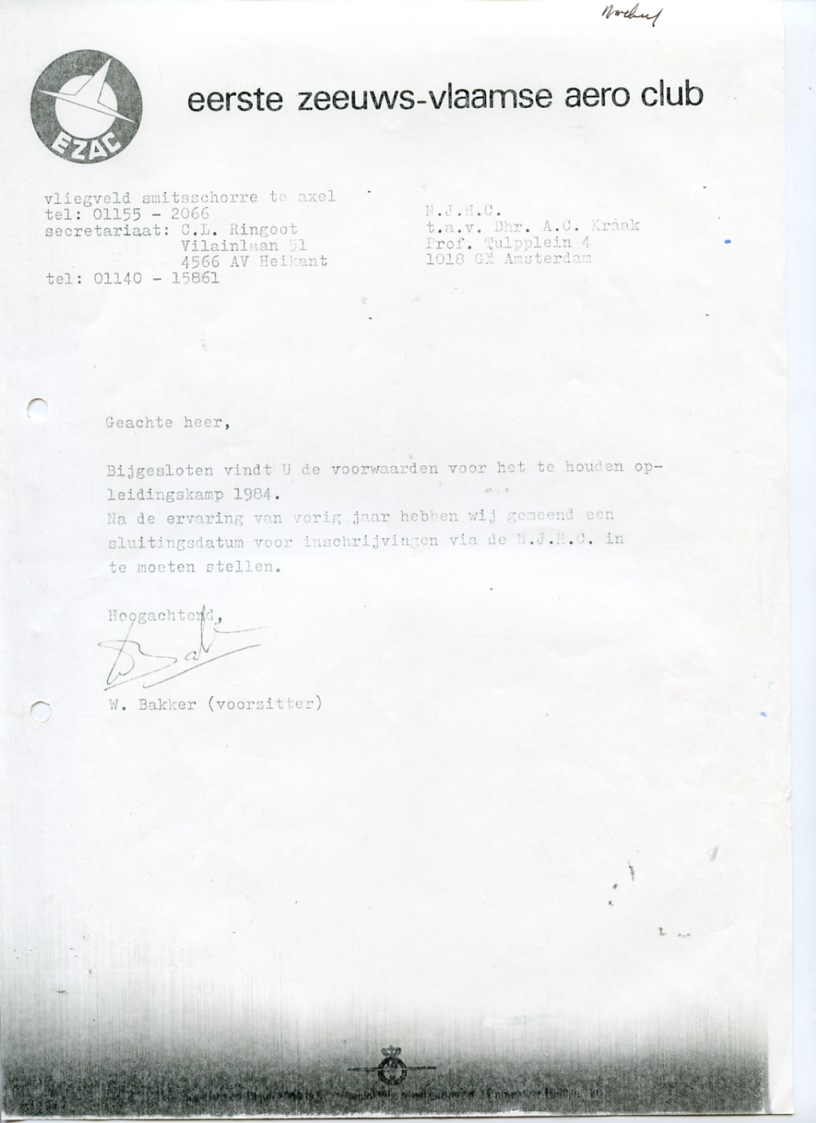 eerste zeeuws-vlaamse aero club
EZAC
vliegveld smitsschorre te axel
tel: 01155 - 2066
secretariaat: C.L. Ringoot
Vilainlaan 51
4566 AV Heikant
tel: 01140 - 15861
N.J.H.C.
t.a.v. Dhr. A.C. Kraak
Prof. Tulpplein 4
1018 GX Amsterdam
Geachte heer,
Bijgesloten vindt U de voorwaarden voor het te houden op-
leidingskamp 1984.
Na de ervaring van vorig jaar hebben wij gemeend een
sluitingsdatum voor inschrijvingen via de N.J.H.C. in
te moeten stellen.
Hoogachtend,
W. Bakker (voorzitter)